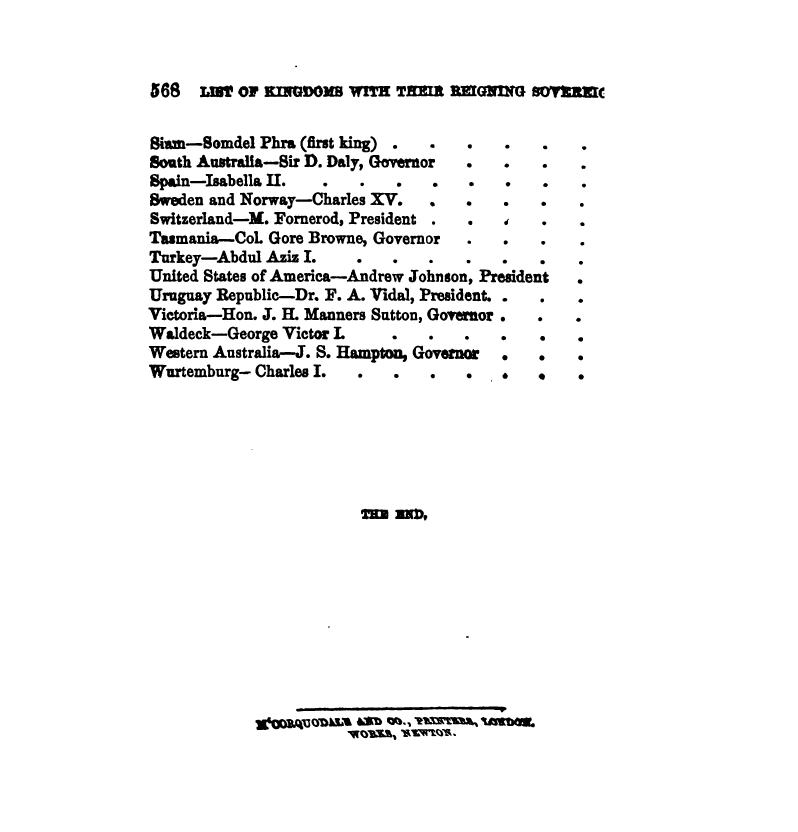 568 LIST OF KINGDOMS WITH THEIR REIGNING SOVEREIG
Siam—Somdel Phra (first king) . . . . . .
South Australia—Sir D. Daly, Governor . . . .
Spain—Isabella II. . . . . . . . .
Sweden and Norway—Charles XV. . . . . .
Switzerland—M. Fornerod, President . . . . .
Tasmania—Col. Gore Browne, Governor . . . .
Turkey—Abdul Aziz I. . . . . . . .
United States of America—Andrew Johnson, President .
Uruguay Republic—Dr. F. A. Vidal, President. . . .
Victoria—Hon. J. H. Manners Sutton, Governor . . .
Waldeck—George Victor I. . . . . . .
Western Australia—J. S. Hampton, Governor . . .
Wurtemburg— Charles I. . . . . . . .
THE END.
M'CORQUODALE AND CO., PRINTERS, LONDON.
WORKS, NEWTON.